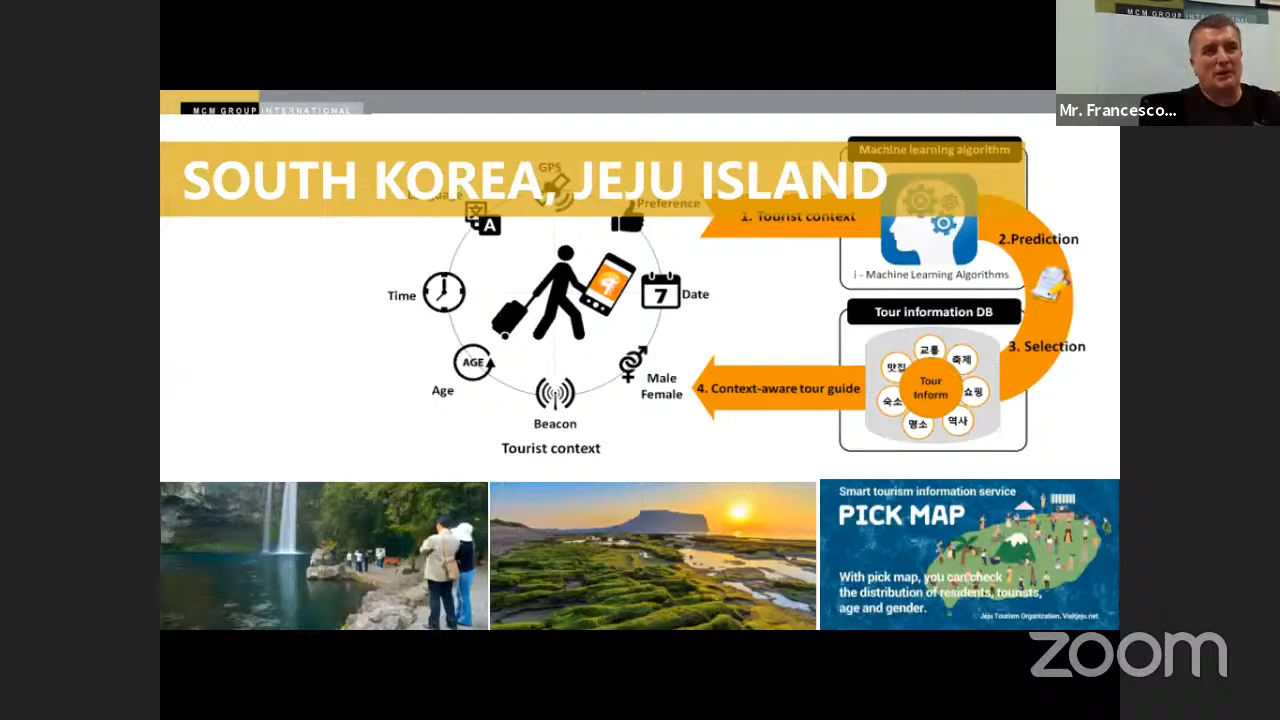 MCM GROUP INTERNATIONAL
MCM GROUP INTERNATIONAL
Mr. Francesco...
SOUTH KOREA, JEJU ISLAND
Machine learning algorithm
GPS
Language
Preference
1. Tourist context
2.Prediction
i - Machine Learning Algorithms
Time
7
Date
Tour information DB
3. Selection
교통
맛집
축제
Tour
Inform
쇼핑
숙소
명소
역사
AGE
Age
A
Male
Female
4. Context-aware tour guide
Beacon
Tourist context
Smart tourism information service
PICK MAP
With pick map, you can check
the distribution of residents, tourists,
age and gender.
Jeju Tourism Organization. Visitjeju.net
zoom